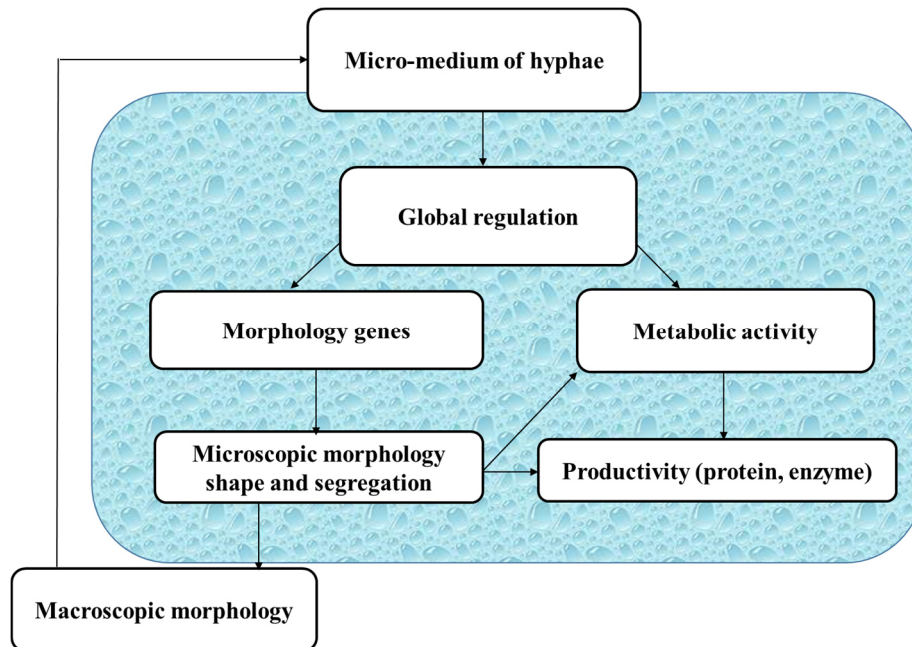 Micro-medium of hyphae
Global regulation
Morphology genes
Metabolic activity
Microscopic morphology
shape and segregation
Productivity (protein, enzyme)
Macroscopic morphology